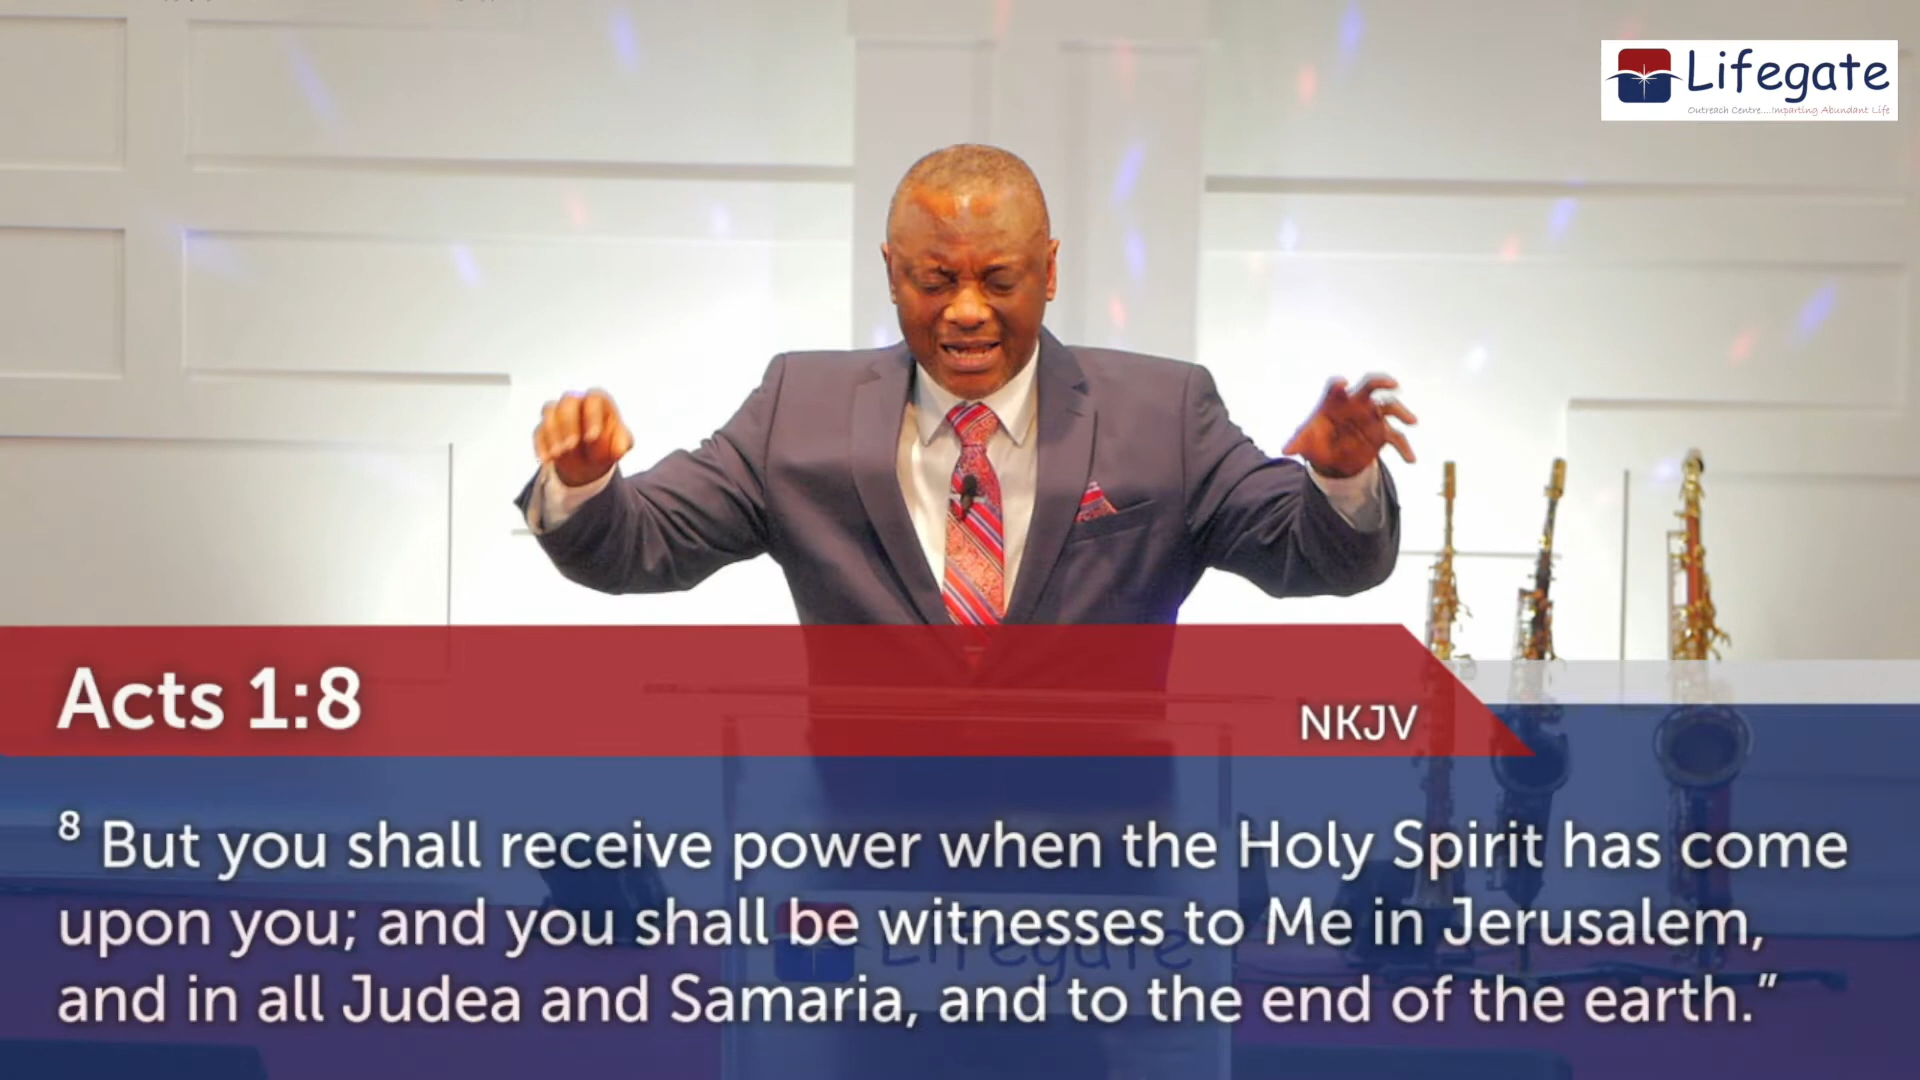 Lifegate
Outreach Centre....Imparting Abundant Life
Acts 1:8
NKJV
8 But you shall receive power when the Holy Spirit has come
upon you; and you shall be witnesses to Me in Jerusalem,
and in all Judea and Samaria, and to the end of the earth.”
Lifegate